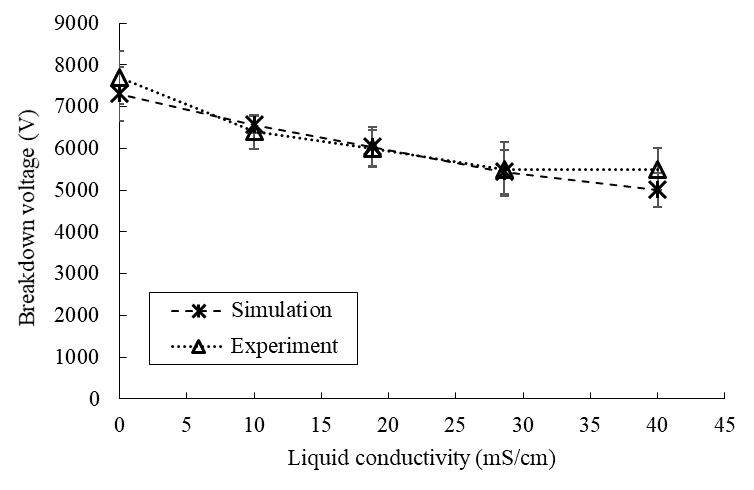 9000
8000
7000
6000
5000
4000
3000
2000
1000
0
Breakdown voltage (V)
Simulation
Experiment
0 5 10 15 20 25 30 35 40 45
Liquid conductivity (mS/cm)